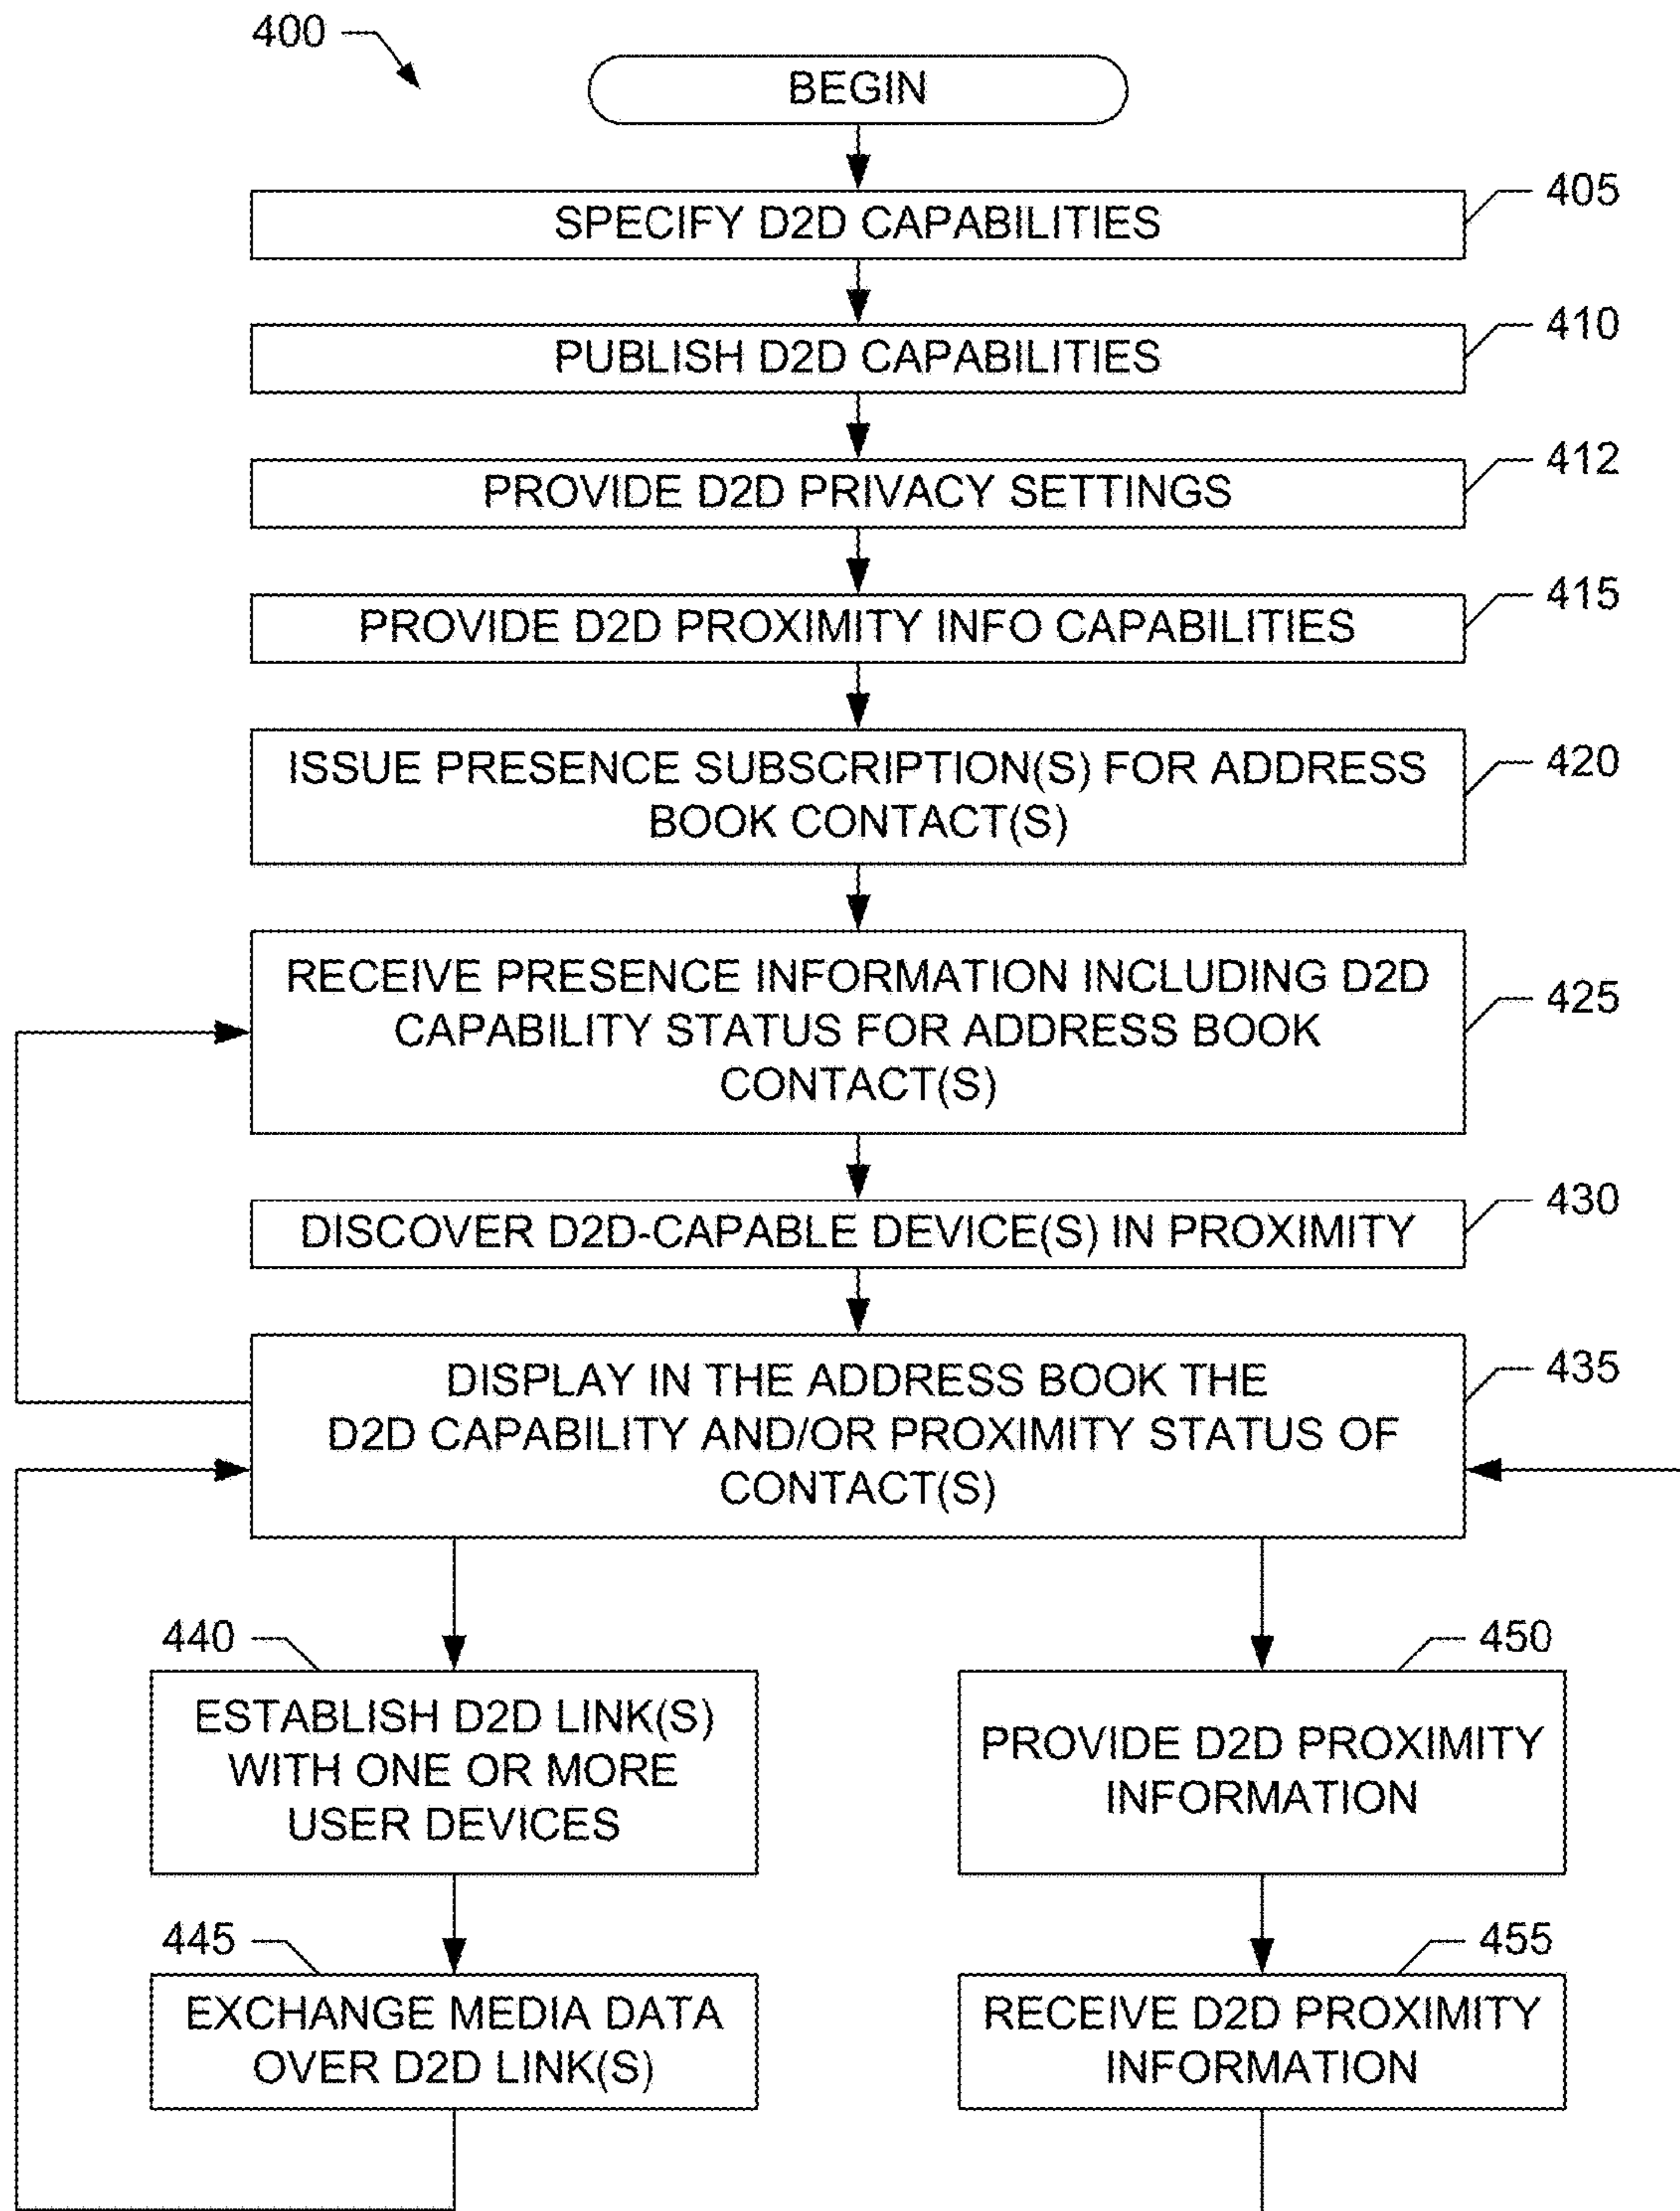 400
BEGIN
405
SPECIFY D2D CAPABILITIES
410
PUBLISH D2D CAPABILITIES
412
PROVIDE D2D PRIVACY SETTINGS
415
PROVIDE D2D PROXIMITY INFO CAPABILITIES
420
ISSUE PRESENCE SUBSCRIPTION(S) FOR ADDRESS
BOOK CONTACT(S)
425
RECEIVE PRESENCE INFORMATION INCLUDING D2D
CAPABILITY STATUS FOR ADDRESS BOOK
CONTACT(S)
430
DISCOVER D2D-CAPABLE DEVICE(S) IN PROXIMITY
435
DISPLAY IN THE ADDRESS BOOK THE
D2D CAPABILITY AND/OR PROXIMITY STATUS OF
CONTACT(S)
440
ESTABLISH D2D LINK(S)
WITH ONE OR MORE
USER DEVICES
445
EXCHANGE MEDIA DATA
OVER D2D LINK(S)
450
PROVIDE D2D PROXIMITY
INFORMATION
455
RECEIVE D2D PROXIMITY
INFORMATION